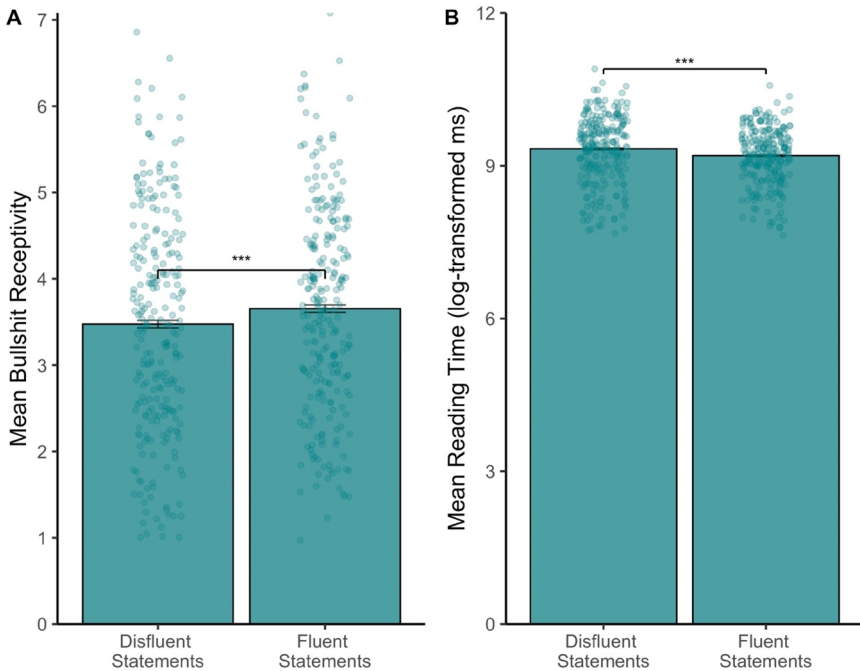 A
Mean Bullshit Receptivity
7
6
5
4
3
2
1
0
***
Disfluent
Statements
Fluent
Statements
B
Mean Reading Time (log-transformed ms)
12
9
6
3
0
***
Disfluent
Statements
Fluent
Statements